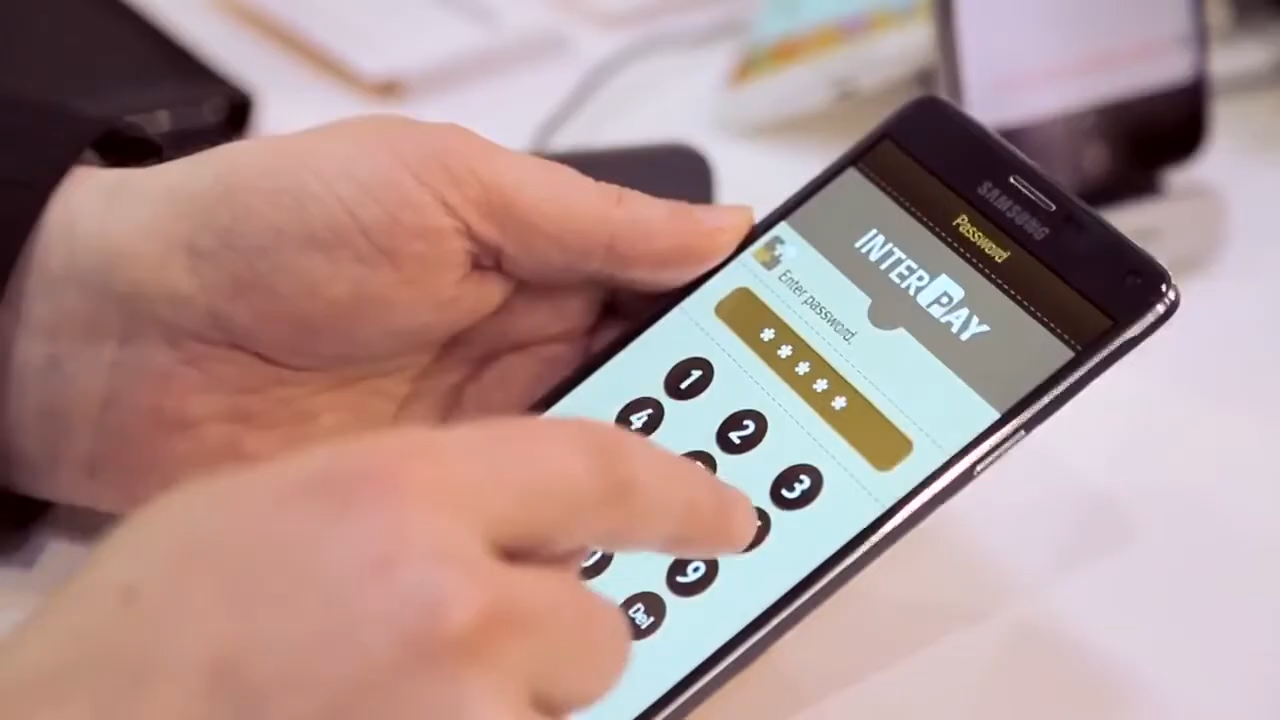 SAMSUNG
Password
INTERPAY
Enter password.
*****
1
2
3
4
9
Del